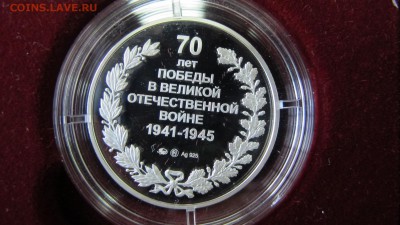 COINS.LAVE.RU
70
лет
ПОБЕДЫ
В ВЕЛИКОЙ
ОТЕЧЕСТВЕННОЙ
ВОЙНЕ
1941-1945
Ag 925